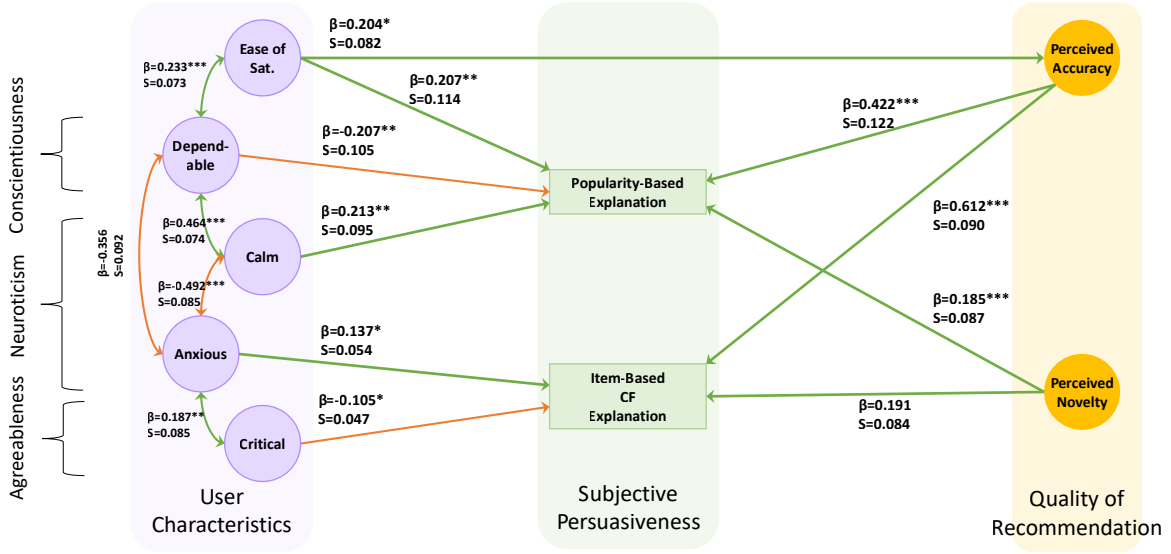 β=0.204*
S=0.082
Ease of
Sat.
Perceived
Accuracy
β=0.233***
S=0.073
β=0.207**
S=0.114
β=0.422***
S=0.122
Conscientiousness
Depend-
able
β=-0.207**
S=0.105
Popularity-Based
Explanation
β=0.464***
S=0.074
β=0.213**
S=0.095
β=0.612***
S=0.090
β=-0.356
S=0.092
Calm
Neuroticism
β=-0.492***
S=0.085
β=0.185***
S=0.087
Anxious
β=0.137*
S=0.054
Item-Based
CF
Explanation
Perceived
Novelty
β=0.191
S=0.084
Agreeableness
β=0.187**
S=0.085
β=-0.105*
S=0.047
Critical
User
Characteristics
Subjective
Persuasiveness
Quality of
Recommendation